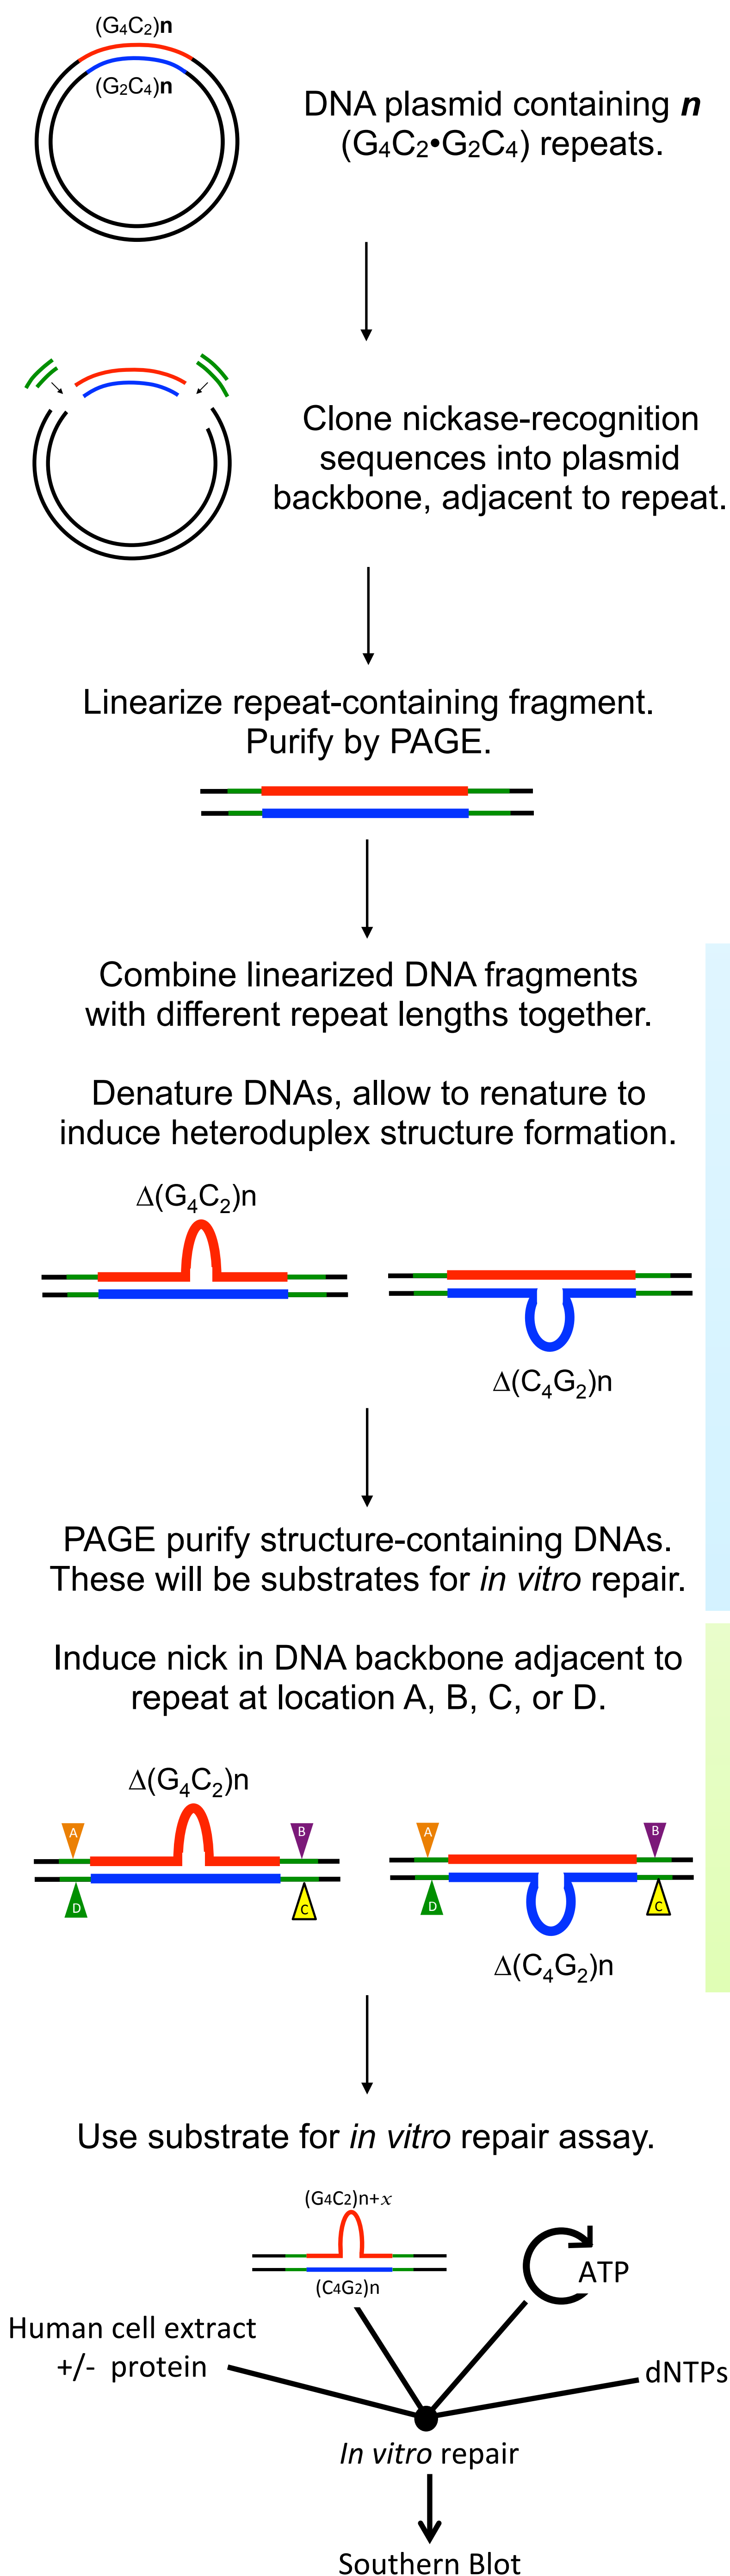 (G₄C₂)n
(G₂C₄)n
DNA plasmid containing n
(G₄C₂•G₂C₄) repeats.
Clone nickase-recognition
sequences into plasmid
backbone, adjacent to repeat.
Linearize repeat-containing fragment.
Purify by PAGE.
Combine linearized DNA fragments
with different repeat lengths together.
Denature DNAs, allow to renature to
induce heteroduplex structure formation.
Δ(G₄C₂)n
Δ(C₄G₂)n
PAGE purify structure-containing DNAs.
These will be substrates for in vitro repair.
Induce nick in DNA backbone adjacent to
repeat at location A, B, C, or D.
Δ(G₄C₂)n
A B A B
D C D C
Δ(C₄G₂)n
Use substrate for in vitro repair assay.
(G₄C₂)n+x
ATP
(C₄G₂)n
Human cell extract
+/- protein
dNTPs
In vitro repair
Southern Blot